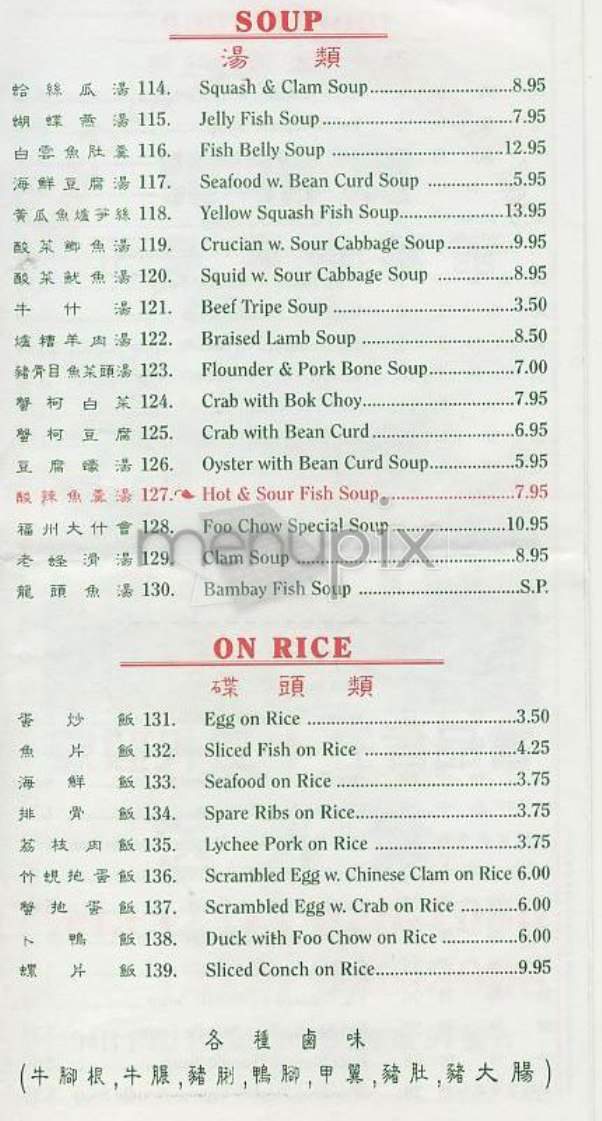 SOUP
湯 類
蛤絲瓜湯 114. Squash & Clam Soup..............................8.95
蝴蝶燕湯 115. Jelly Fish Soup........................................7.95
白雲魚肚羹 116. Fish Belly Soup ....................................12.95
海鮮豆腐湯 117. Seafood w. Bean Curd Soup ..................5.95
黃瓜魚爐笋絲 118. Yellow Squash Fish Soup......................13.95
酸菜鯽魚湯 119. Crucian w. Sour Cabbage Soup..............9.95
酸菜魷魚湯 120. Squid w. Sour Cabbage Soup ................8.95
牛什湯 121. Beef Tripe Soup ......................................3.50
爐糟羊肉湯 122. Braised Lamb Soup ................................8.50
豬骨目魚菜頭湯 123. Flounder & Pork Bone Soup..................7.00
蟹柯白菜 124. Crab with Bok Choy................................7.95
蟹柯豆腐 125. Crab with Bean Curd..............................6.95
豆腐蠔湯 126. Oyster with Bean Curd Soup..................5.95
酸辣魚羹湯 127. Hot & Sour Fish Soup............................7.95
福州大什會 128. Foo Chow Special Soup ........................10.95
老蟶滑湯 129. Clam Soup ..............................................8.95
龍頭魚湯 130. Bambay Fish Soup ..................................S.P.
menupix
ON RICE
碟 頭 類
蛋炒飯 131. Egg on Rice ............................................3.50
魚片飯 132. Sliced Fish on Rice ................................4.25
海鮮飯 133. Seafood on Rice ......................................3.75
排骨飯 134. Spare Ribs on Rice..................................3.75
荔枝肉飯 135. Lychee Pork on Rice ..............................3.75
竹蜆抱蛋飯 136. Scrambled Egg w. Chinese Clam on Rice 6.00
蟹抱蛋飯 137. Scrambled Egg w. Crab on Rice ............6.00
卜鴨飯 138. Duck with Foo Chow on Rice ................6.00
螺片飯 139. Sliced Conch on Rice..............................9.95
各種鹵味
(牛腳根,牛腱,豬脷,鴨腳,甲翼,豬肚,豬大腸)